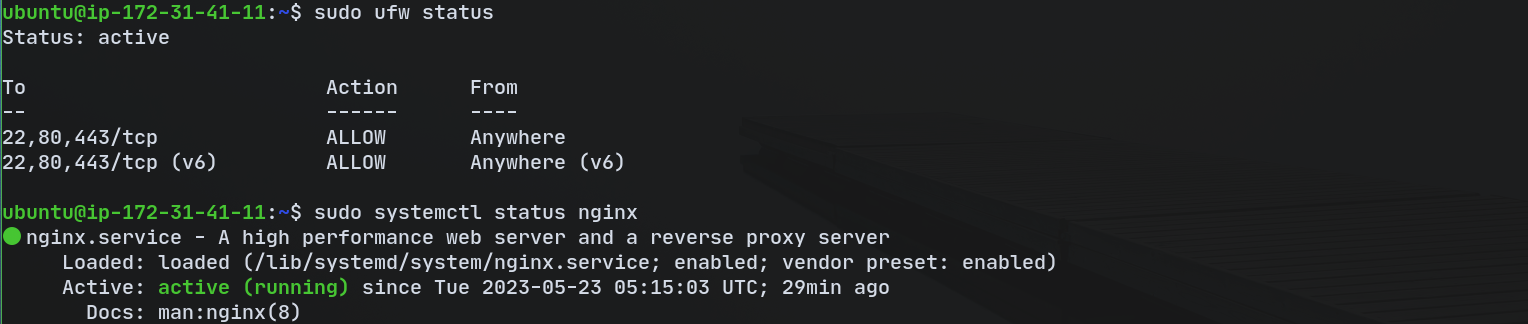 ubuntu@ip-172-31-41-11:~$ sudo ufw status
Status: active
To                         Action      From
--                         ------      ----
22,80,443/tcp              ALLOW       Anywhere
22,80,443/tcp (v6)         ALLOW       Anywhere (v6)
ubuntu@ip-172-31-41-11:~$ sudo systemctl status nginx
● nginx.service - A high performance web server and a reverse proxy server
     Loaded: loaded (/lib/systemd/system/nginx.service; enabled; vendor preset: enabled)
     Active: active (running) since Tue 2023-05-23 05:15:03 UTC; 29min ago
       Docs: man:nginx(8)